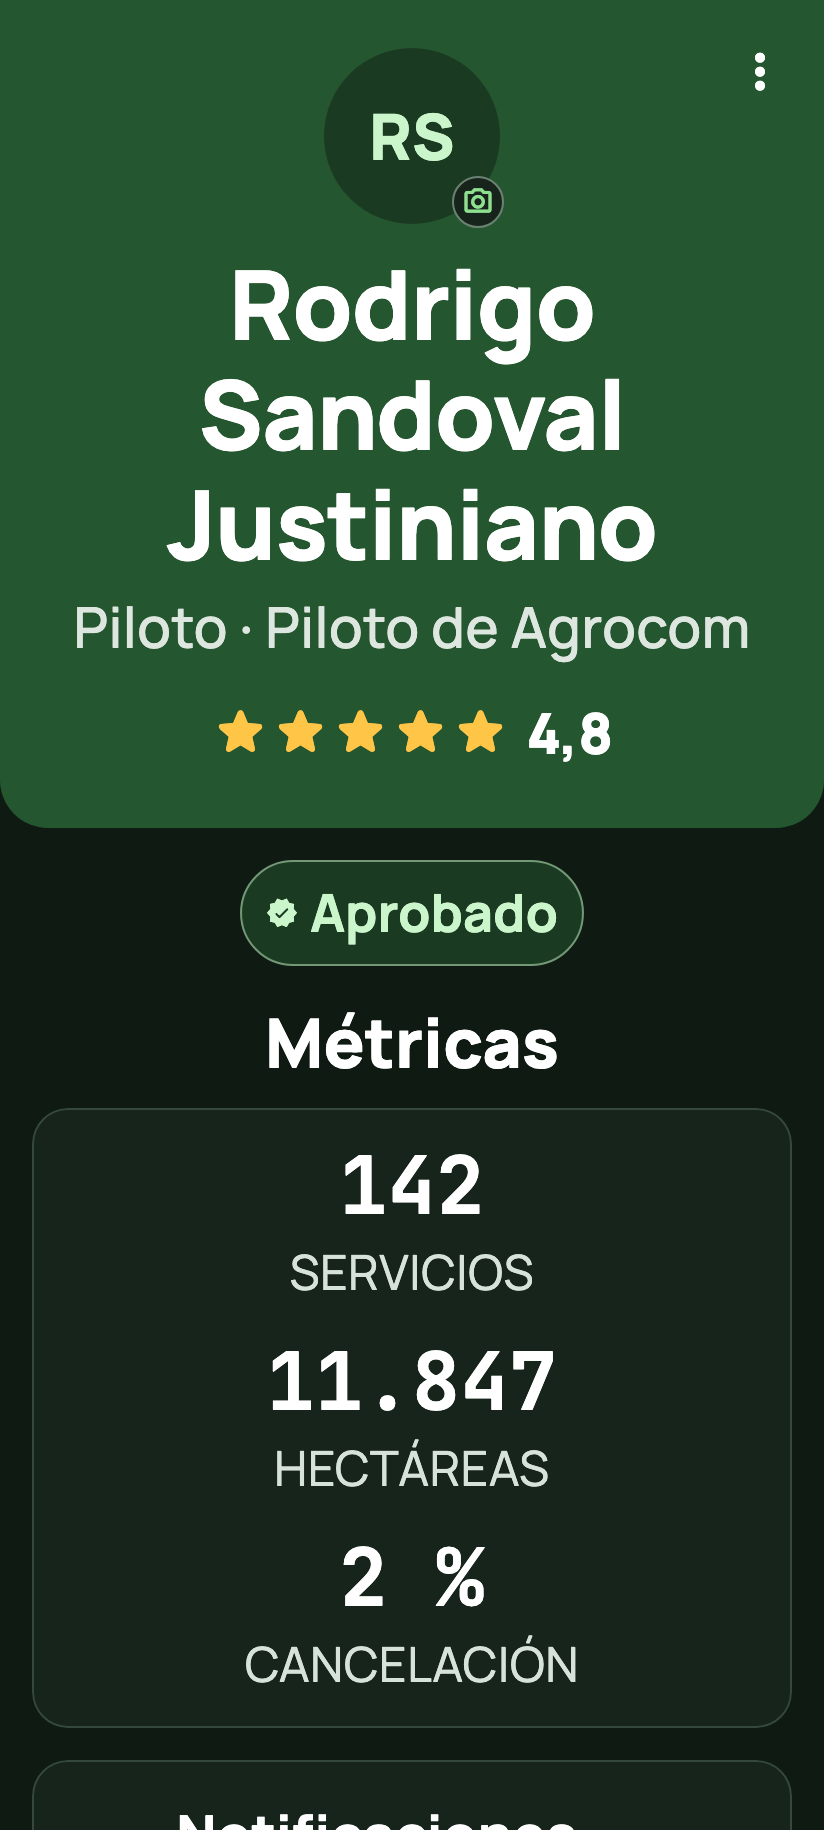 RS
Rodrigo
Sandoval
Justiniano
Piloto · Piloto de Agrocom
4,8
Aprobado
Métricas
142
SERVICIOS
11.847
HECTÁREAS
2 %
CANCELACIÓN
Notificaciones